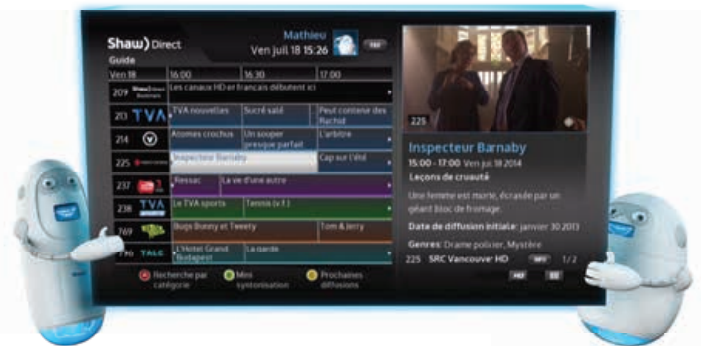 Shaw) Direct
Mathieu
Ven juil 18 15:26
Guide
Ven 18 16:00 16:30 17:00
209 Les canaux HD en francais débutent ici
213 TVA TVA nouvelles Sucré salé Peut contenir des Rachid
214 V Atomes crochus Un souper presque parfait L'arbitre
225 Inspecteur Barnaby Cap sur l'été
237 Ressac La vie d'une autre
238 TVA SPORTS Le TVA sports Tennis (v.f.)
769 Bugs Bunny et Tweety Tom & Jerry
796 L'Hotel Grand Budapest La garde
Recherche par catégorie
Mini syntonisation
Prochaines diffusions
225
Inspecteur Barnaby
15:00 - 17:00 Ven jui 18 2014
Leçons de cruauté
Une femme est morte, écrasée par un
géant bloc de fromage.
Date de diffusion initiale: janvier 30 2013
Genres: Drame policier, Mystère
225 SRC Vancouver HD INFO 1/2